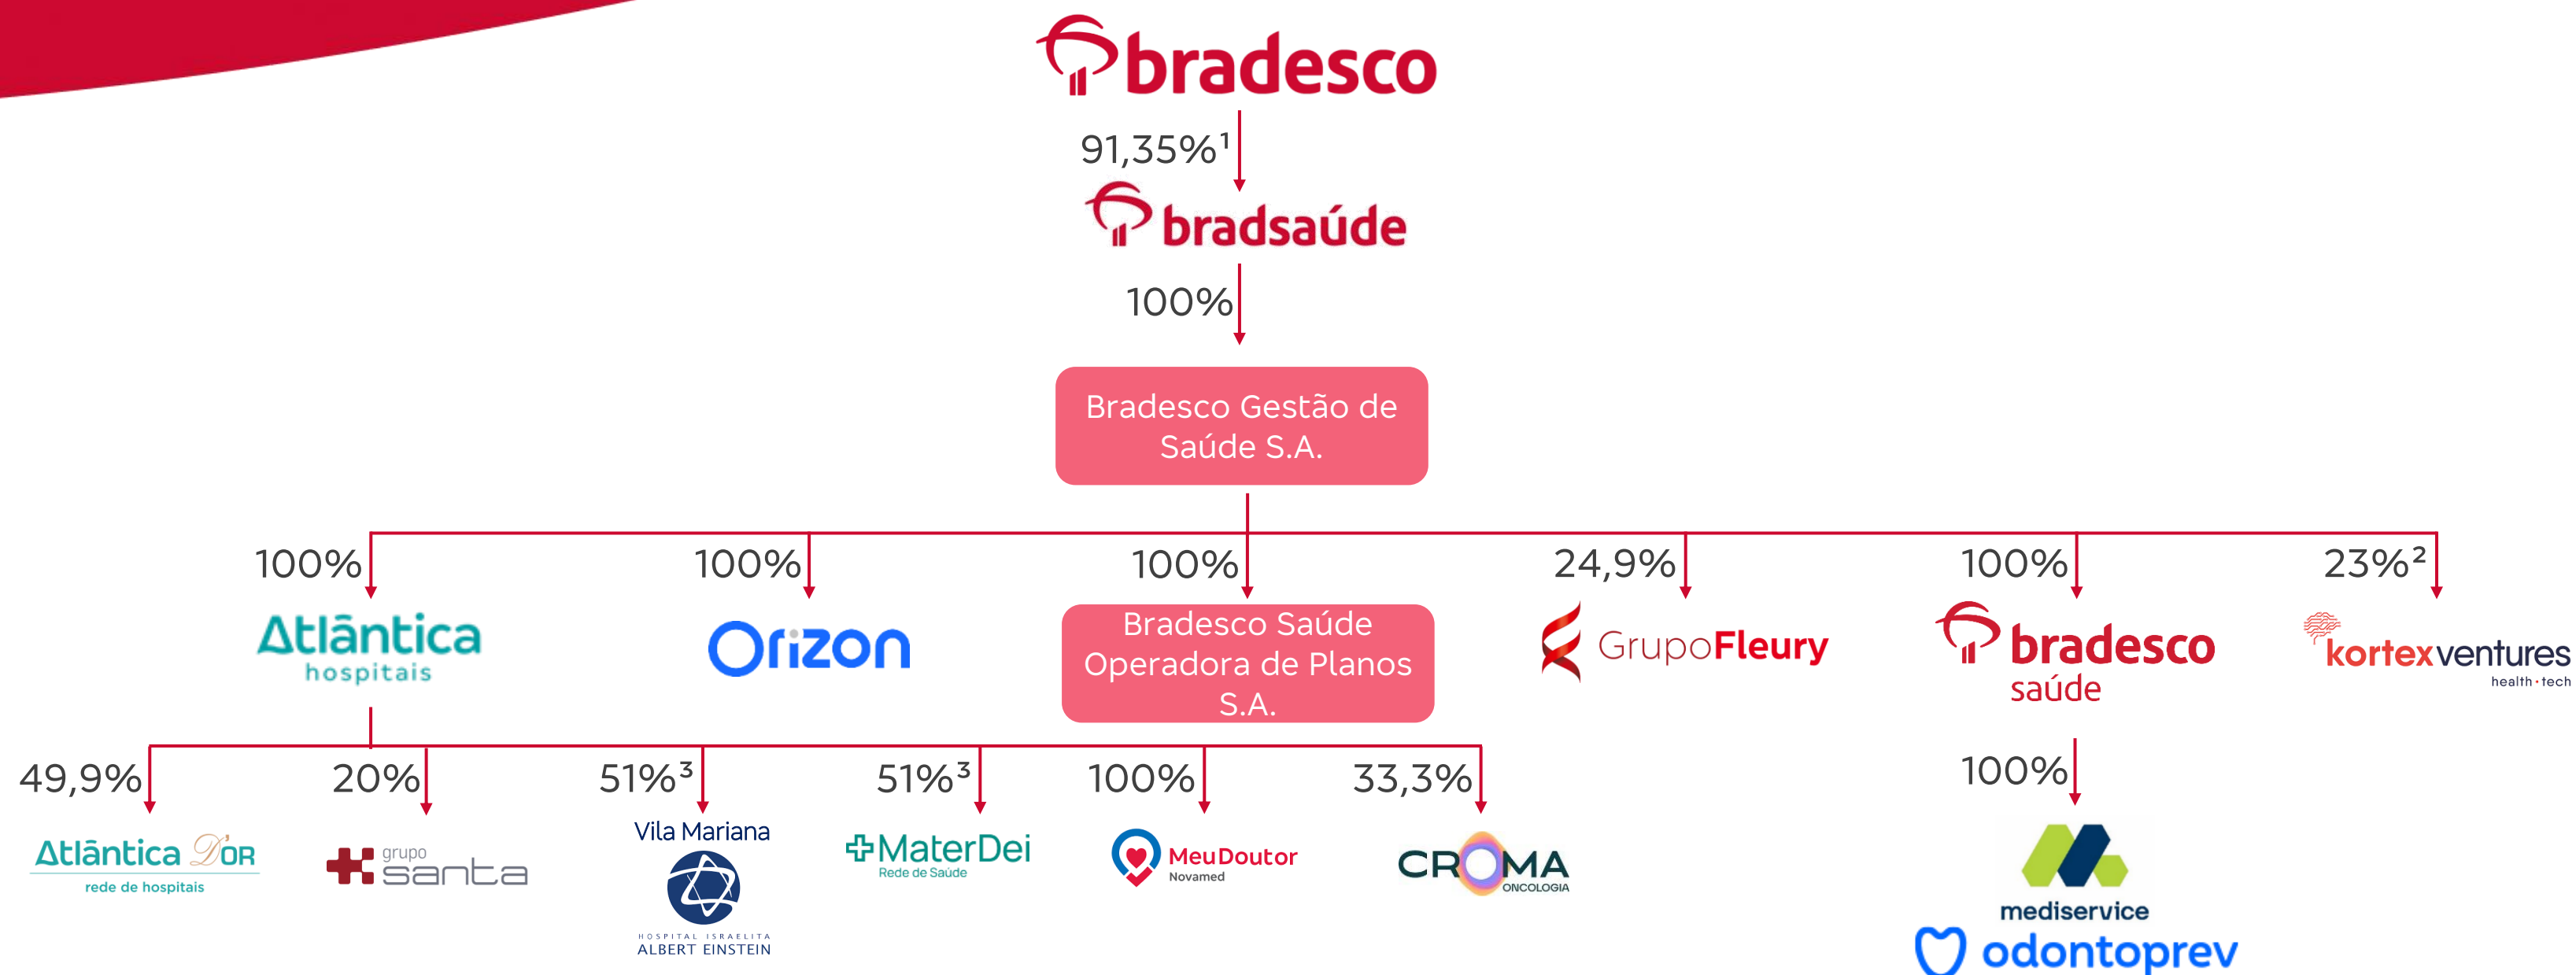 bradesco
91,35%¹
bradsaúde
100%
Bradesco Gestão de
Saúde S.A.
100%
100%
100%
24,9%
100%
23%²
Atlântica
hospitais
Orizon
Bradesco Saúde
Operadora de Planos
S.A.
GrupoFleury
bradesco
saúde
kortexventures
health·tech
49,9%
20%
51%³
51%³
100%
33,3%
100%
Atlântica D'OR
rede de hospitais
grupo
santa
Vila Mariana
HOSPITAL ISRAELITA
ALBERT EINSTEIN
MaterDei
Rede de Saúde
MeuDoutor
Novamed
CROMA
ONCOLOGIA
mediservice
odontoprev